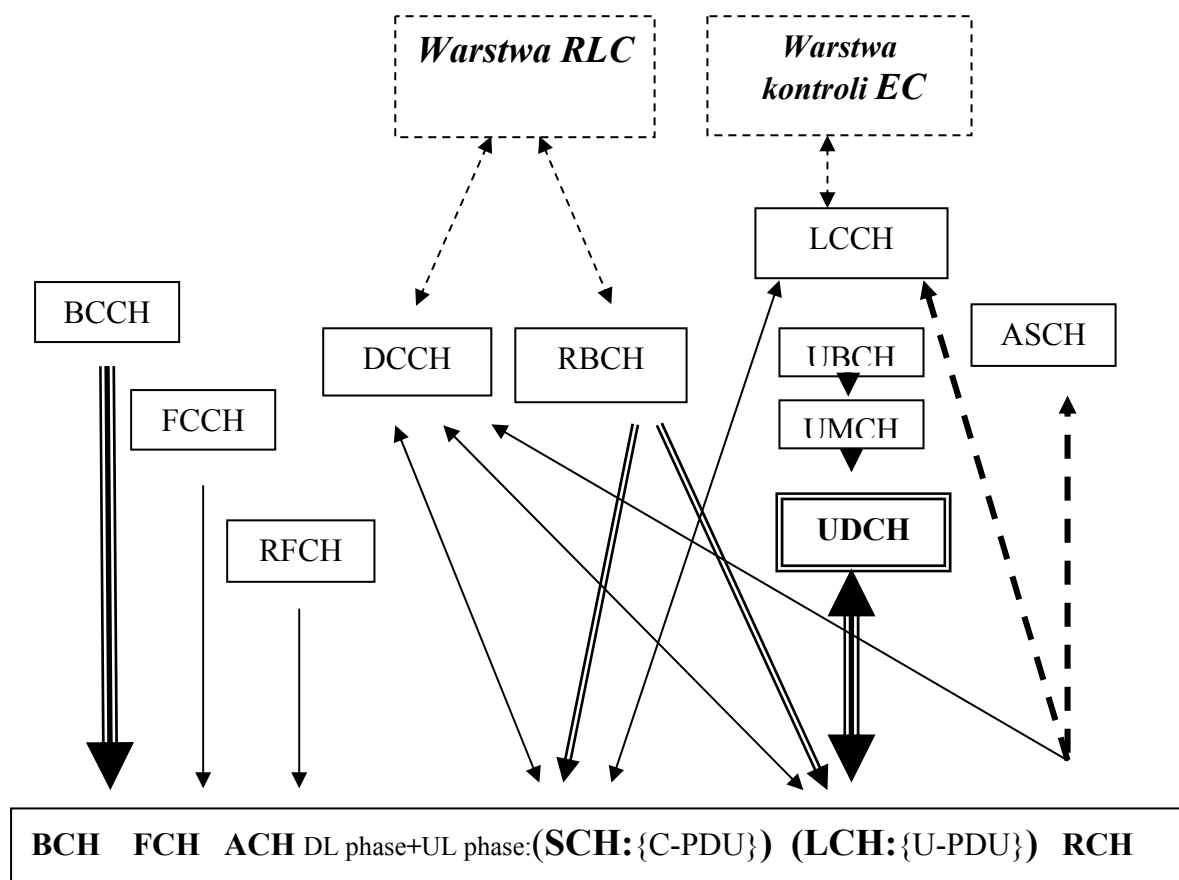 Warstwa RLC
Warstwa
kontroli EC
LCCH
BCCH
ASCH
DCCH
RBCH
UBCH
FCCH
UMCH
UDCH
RFCH
BCH FCH ACH DL phase+UL phase:(SCH:{C-PDU}) (LCH:{U-PDU}) RCH